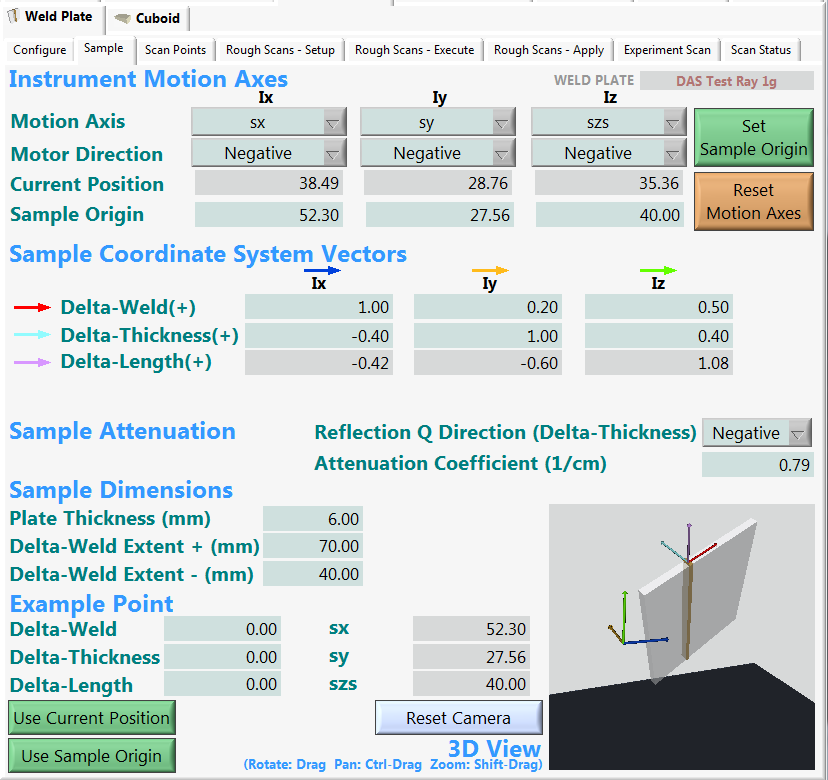 Weld Plate Cuboid
Configure Sample Scan Points Rough Scans - Setup Rough Scans - Execute Rough Scans - Apply Experiment Scan Scan Status
Instrument Motion Axes WELD PLATE DAS Test Ray 1g
Ix Iy Iz
Motion Axis sx sy szs
Set
Sample Origin
Motor Direction Negative Negative Negative
Current Position 38.49 28.76 35.36
Reset
Motion Axes
Sample Origin 52.30 27.56 40.00
Sample Coordinate System Vectors
Ix Iy Iz
Delta-Weld(+) 1.00 0.20 0.50
Delta-Thickness(+) -0.40 1.00 0.40
Delta-Length(+) -0.42 -0.60 1.08
Sample Attenuation Reflection Q Direction (Delta-Thickness) Negative
Attenuation Coefficient (1/cm) 0.79
Sample Dimensions
Plate Thickness (mm) 6.00
Delta-Weld Extent + (mm) 70.00
Delta-Weld Extent - (mm) 40.00
Example Point
Delta-Weld 0.00 sx 52.30
Delta-Thickness 0.00 sy 27.56
Delta-Length 0.00 szs 40.00
Use Current Position Reset Camera
Use Sample Origin 3D View
(Rotate: Drag Pan: Ctrl-Drag Zoom: Shift-Drag)